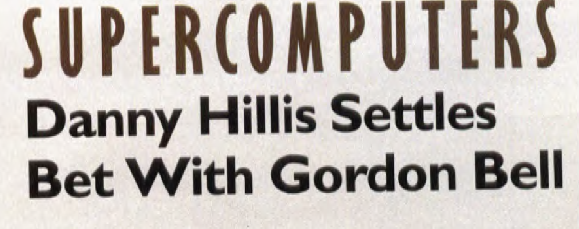 SUPERCOMPUTERS
Danny Hillis Settles
Bet With Gordon Bell